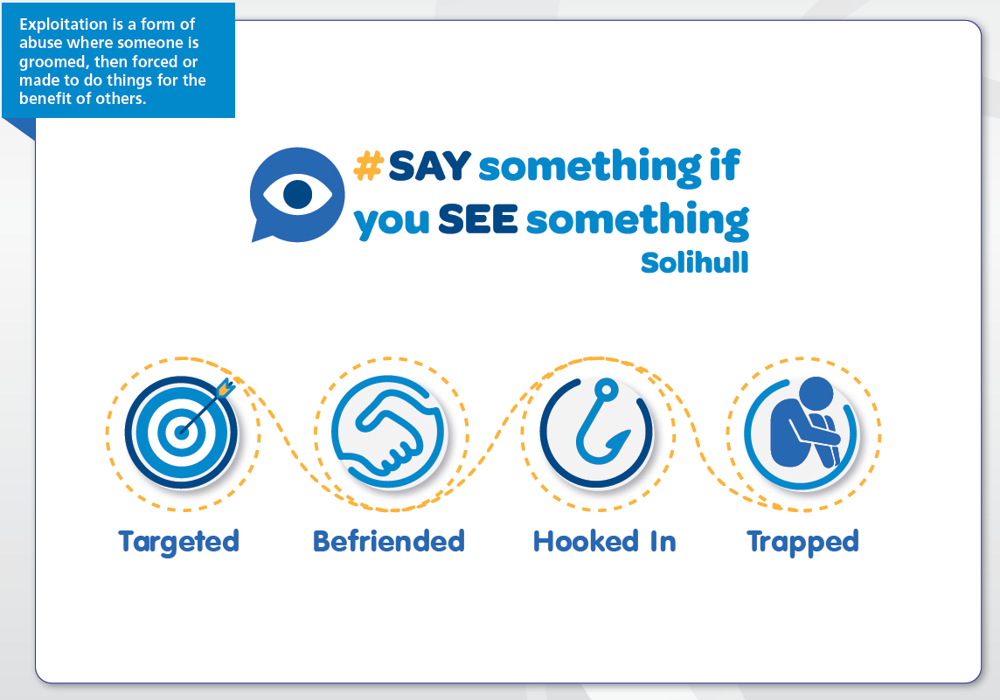 Exploitation is a form of
abuse where someone is
groomed, then forced or
made to do things for the
benefit of others.
#SAY something if
you SEE something
Solihull
Targeted
Befriended
Hooked In
Trapped